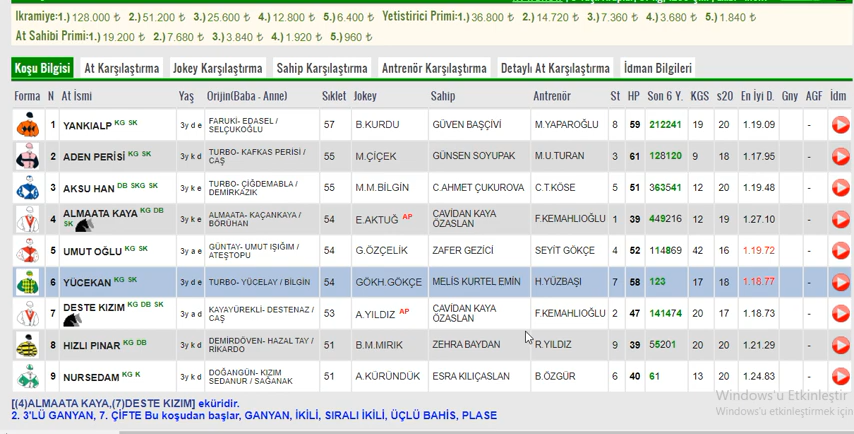 Ikramiye:1.) 128.000 ₺ 2.) 51.200 ₺ 3.) 25.600 ₺ 4.) 12.800 ₺ 5.) 6.400 ₺ Yetistirici Primi:1.) 36.800 ₺ 2.) 14.720 ₺ 3.) 7.360 ₺ 4.) 3.680 ₺ 5.) 1.840 ₺
At Sahibi Primi:1.) 19.200 ₺ 2.) 7.680 ₺ 3.) 3.840 ₺ 4.) 1.920 ₺ 5.) 960 ₺
Koşu Bilgisi At Karşılaştırma Jokey Karşılaştırma Sahip Karşılaştırma Antrenör Karşılaştırma Detaylı At Karşılaştırma İdman Bilgileri
Forma N At İsmi Yaş Orijin(Baba - Anne) Sıklet Jokey Sahip Antrenör St HP Son 6 Y. KGS s20 En İyi D. Gny AGF İdm
1 YANKIALP KG SK 3y d e FARUKİ- EDASEL / SELÇUKOĞLU 57 B.KURDU GÜVEN BAŞÇİVİ M.YAPAROĞLU 8 59 212241 19 20 1.19.09 -
2 ADEN PERİSİ KG SK 3y k d TURBO- KAFKAS PERİSİ / CAŞ 55 M.ÇİÇEK GÜNSEN SOYUPAK M.U.TURAN 3 61 128120 9 18 1.17.95 -
3 AKSU HAN DB SKG SK 3y k e TURBO- ÇİĞDEMABLA / DEMİRKAZIK 55 M.M.BİLGİN C.AHMET ÇUKUROVA C.T.KÖSE 5 51 363541 12 20 1.19.48 -
4 ALMAATA KAYA KG DB SK 3y k e ALMAATA- KAÇANKAYA / BÖRÜHAN 54 E.AKTUĞ AP CAVİDAN KAYA ÖZASLAN F.KEMAHLIOĞLU 1 39 449216 12 19 1.27.10 -
5 UMUT OĞLU KG SK 3y a e GÜNTAY- UMUT IŞIĞIM / ATEŞTOPU 54 G.ÖZÇELİK ZAFER GEZİCİ SEYİT GÖKÇE 4 52 114869 42 16 1.19.72 -
6 YÜCEKAN KG SK 3y d e TURBO- YÜCELAY / BİLGİN 54 GÖKH.GÖKÇE MELİS KURTEL EMİN H.YÜZBAŞI 7 58 123 17 18 1.18.77 -
7 DESTE KIZIM KG DB SK 3y a d KAYAYÜREKLİ- DESTENAZ / CAŞ 53 A.YILDIZ AP CAVİDAN KAYA ÖZASLAN F.KEMAHLIOĞLU 2 47 141474 20 17 1.18.73 -
8 HIZLI PINAR KG DB 3y k d DEMİRDÖVEN- HAZAL TAY / RİKARDO 51 B.M.MIRIK ZEHRA BAYDAN R.YILDIZ 9 39 55201 20 20 1.21.29 -
9 NURSEDAM KG K 3y k d DOĞANGÜN- KIZIM SEDANUR / SAĞANAK 51 A.KÜRÜNDÜK ESRA KILIÇASLAN B.ÖZGÜR 6 40 61 13 20 1.24.83 -
[(4)ALMAATA KAYA,(7)DESTE KIZIM] eküridir.
2. 3'LÜ GANYAN, 7. ÇİFTE Bu koşudan başlar, GANYAN, İKİLİ, SIRALI İKİLİ, ÜÇLÜ BAHİS, PLASE
Windows'u Etkinleştir
Windows'u etkinleştirmek için